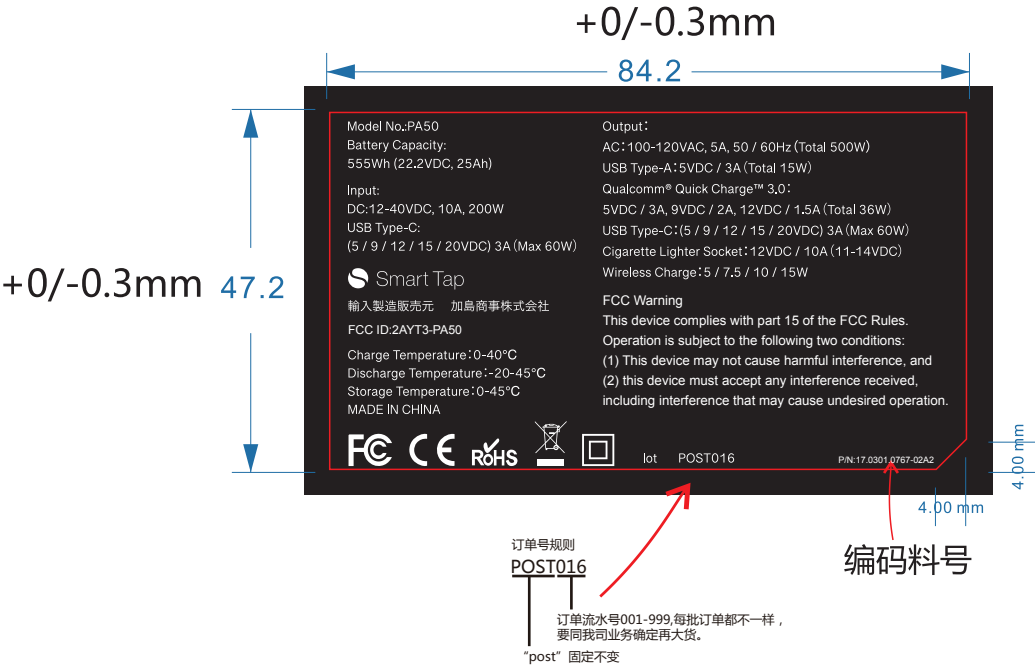 +0/-0.3mm
84.2
+0/-0.3mm
47.2
Model No.:PA50
Battery Capacity:
555Wh (22.2VDC, 25Ah)
Input:
DC:12-40VDC, 10A, 200W
USB Type-C:
(5 / 9 / 12 / 15 / 20VDC) 3A (Max 60W)
Smart Tap
輸入製造販売元 加島商事株式会社
FCC ID:2AYT3-PA50
Charge Temperature:0-40℃
Discharge Temperature:-20-45℃
Storage Temperature:0-45℃
MADE IN CHINA
Output:
AC:100-120VAC, 5A, 50 / 60Hz (Total 500W)
USB Type-A:5VDC / 3A (Total 15W)
Qualcomm® Quick Charge™ 3.0:
5VDC / 3A, 9VDC / 2A, 12VDC / 1.5A (Total 36W)
USB Type-C:(5 / 9 / 12 / 15 / 20VDC) 3A (Max 60W)
Cigarette Lighter Socket:12VDC / 10A (11-14VDC)
Wireless Charge:5 / 7.5 / 10 / 15W
FCC Warning
This device complies with part 15 of the FCC Rules.
Operation is subject to the following two conditions:
(1) This device may not cause harmful interference, and
(2) this device must accept any interference received,
including interference that may cause undesired operation.
FC CE RoHS
lot POST016
P/N:17.0301.0767-02A2
4.00 mm
4.00 mm
编码料号
订单号规则
POST016
订单流水号001-999,每批订单都不一样，
要同我司业务确定再大货。
“post”固定不变